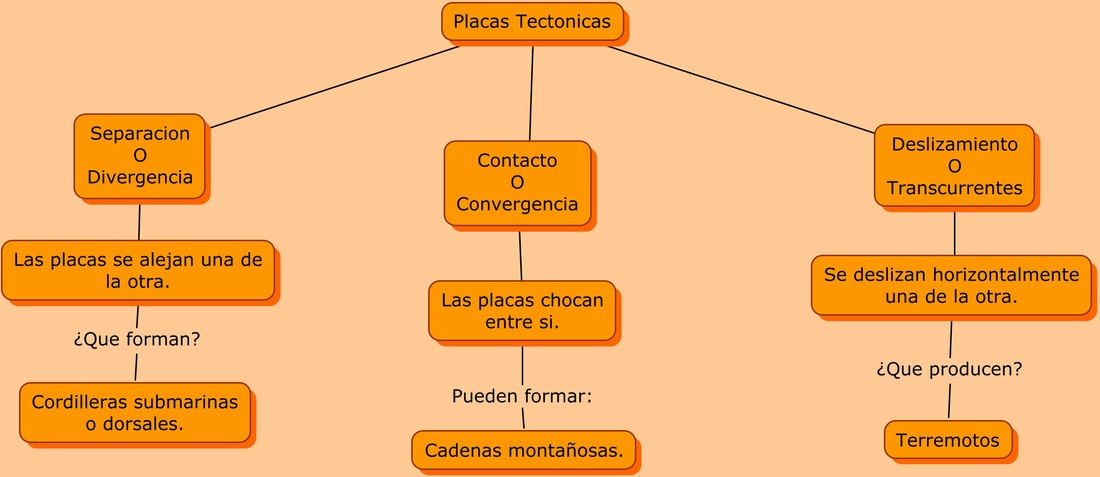 Placas Tectonicas
Separacion
O
Divergencia
Las placas se alejan una de
la otra.
¿Que forman?
Cordilleras submarinas
o dorsales.
Contacto
O
Convergencia
Las placas chocan
entre si.
Pueden formar:
Cadenas montañosas.
Deslizamiento
O
Transcurrentes
Se deslizan horizontalmente
una de la otra.
¿Que producen?
Terremotos